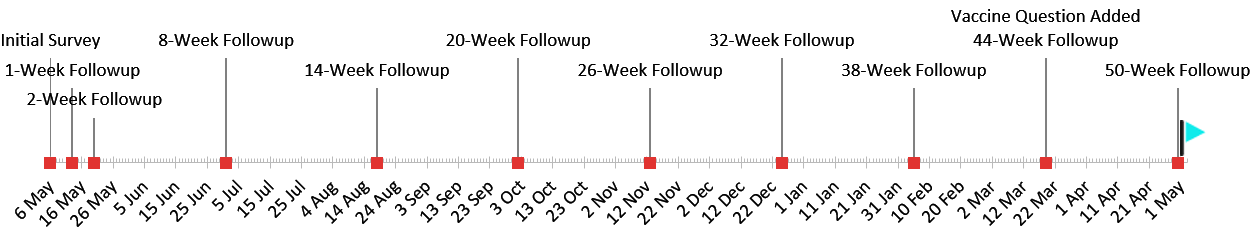 Vaccine Question Added
Initial Survey
8-Week Followup
20-Week Followup
32-Week Followup
44-Week Followup
1-Week Followup
14-Week Followup
26-Week Followup
38-Week Followup
50-Week Followup
2-Week Followup
6 May
16 May
26 May
5 Jun
15 Jun
25 Jun
5 Jul
15 Jul
25 Jul
4 Aug
14 Aug
24 Aug
3 Sep
13 Sep
23 Sep
3 Oct
13 Oct
23 Oct
2 Nov
12 Nov
22 Nov
2 Dec
12 Dec
22 Dec
1 Jan
11 Jan
21 Jan
31 Jan
10 Feb
20 Feb
2 Mar
12 Mar
22 Mar
1 Apr
11 Apr
21 Apr
1 May